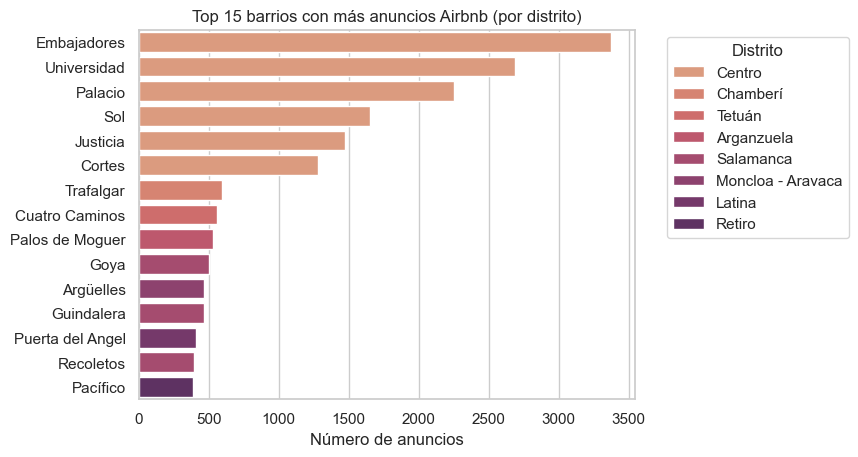 Top 15 barrios con más anuncios Airbnb (por distrito)
Embajadores
Universidad
Palacio
Sol
Justicia
Cortes
Trafalgar
Cuatro Caminos
Palos de Moguer
Goya
Argüelles
Guindalera
Puerta del Angel
Recoletos
Pacífico
0 500 1000 1500 2000 2500 3000 3500
Número de anuncios
Distrito
Centro
Chamberí
Tetuán
Arganzuela
Salamanca
Moncloa - Aravaca
Latina
Retiro